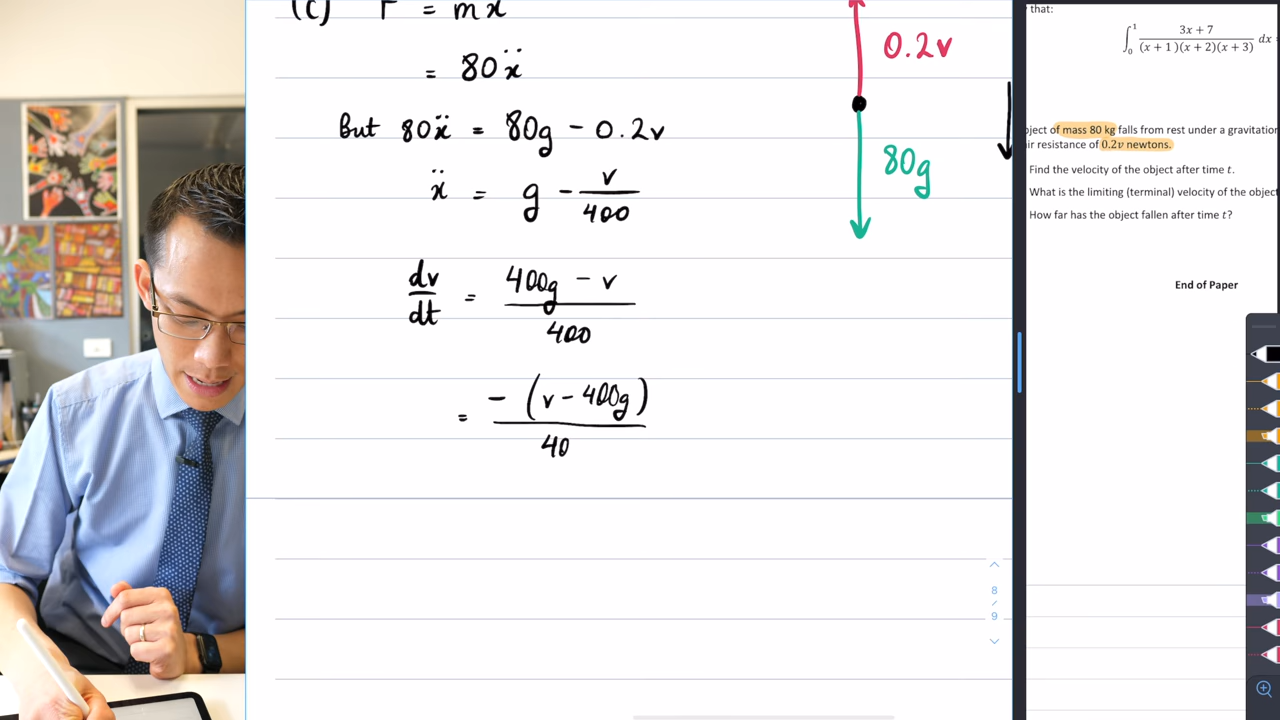 (c) F = mẍ
= 80ẍ
But 80ẍ = 80g - 0.2v
ẍ = g - v/400
dv/dt = 400g - v/400
= - (v - 400g)/40
0.2v
80g
8
/
9
that:
∫₀¹ 3x + 7/(x + 1)(x + 2)(x + 3) dx
bject of mass 80 kg falls from rest under a gravitation
ir resistance of 0.2v newtons.
Find the velocity of the object after time t.
What is the limiting (terminal) velocity of the object
How far has the object fallen after time t?
End of Paper